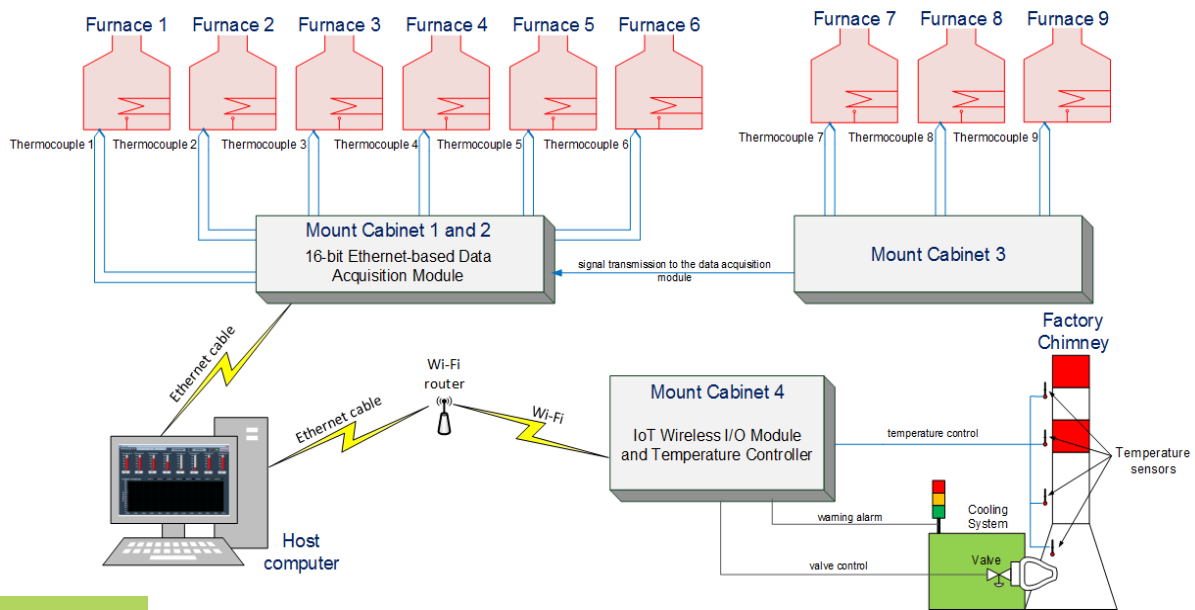 Furnace 1
Furnace 2
Furnace 3
Furnace 4
Furnace 5
Furnace 6
Furnace 7
Furnace 8
Furnace 9
Thermocouple 1
Thermocouple 2
Thermocouple 3
Thermocouple 4
Thermocouple 5
Thermocouple 6
Thermocouple 7
Thermocouple 8
Thermocouple 9
Mount Cabinet 1 and 2
16-bit Ethernet-based Data
Acquisition Module
signal transmission to the data acquisition
module
Mount Cabinet 3
Ethernet cable
Wi-Fi
router
Ethernet cable
Wi-Fi
Mount Cabinet 4
IoT Wireless I/O Module
and Temperature Controller
Factory
Chimney
temperature control
Temperature
sensors
warning alarm
Cooling
System
valve control
Valve
Host
computer